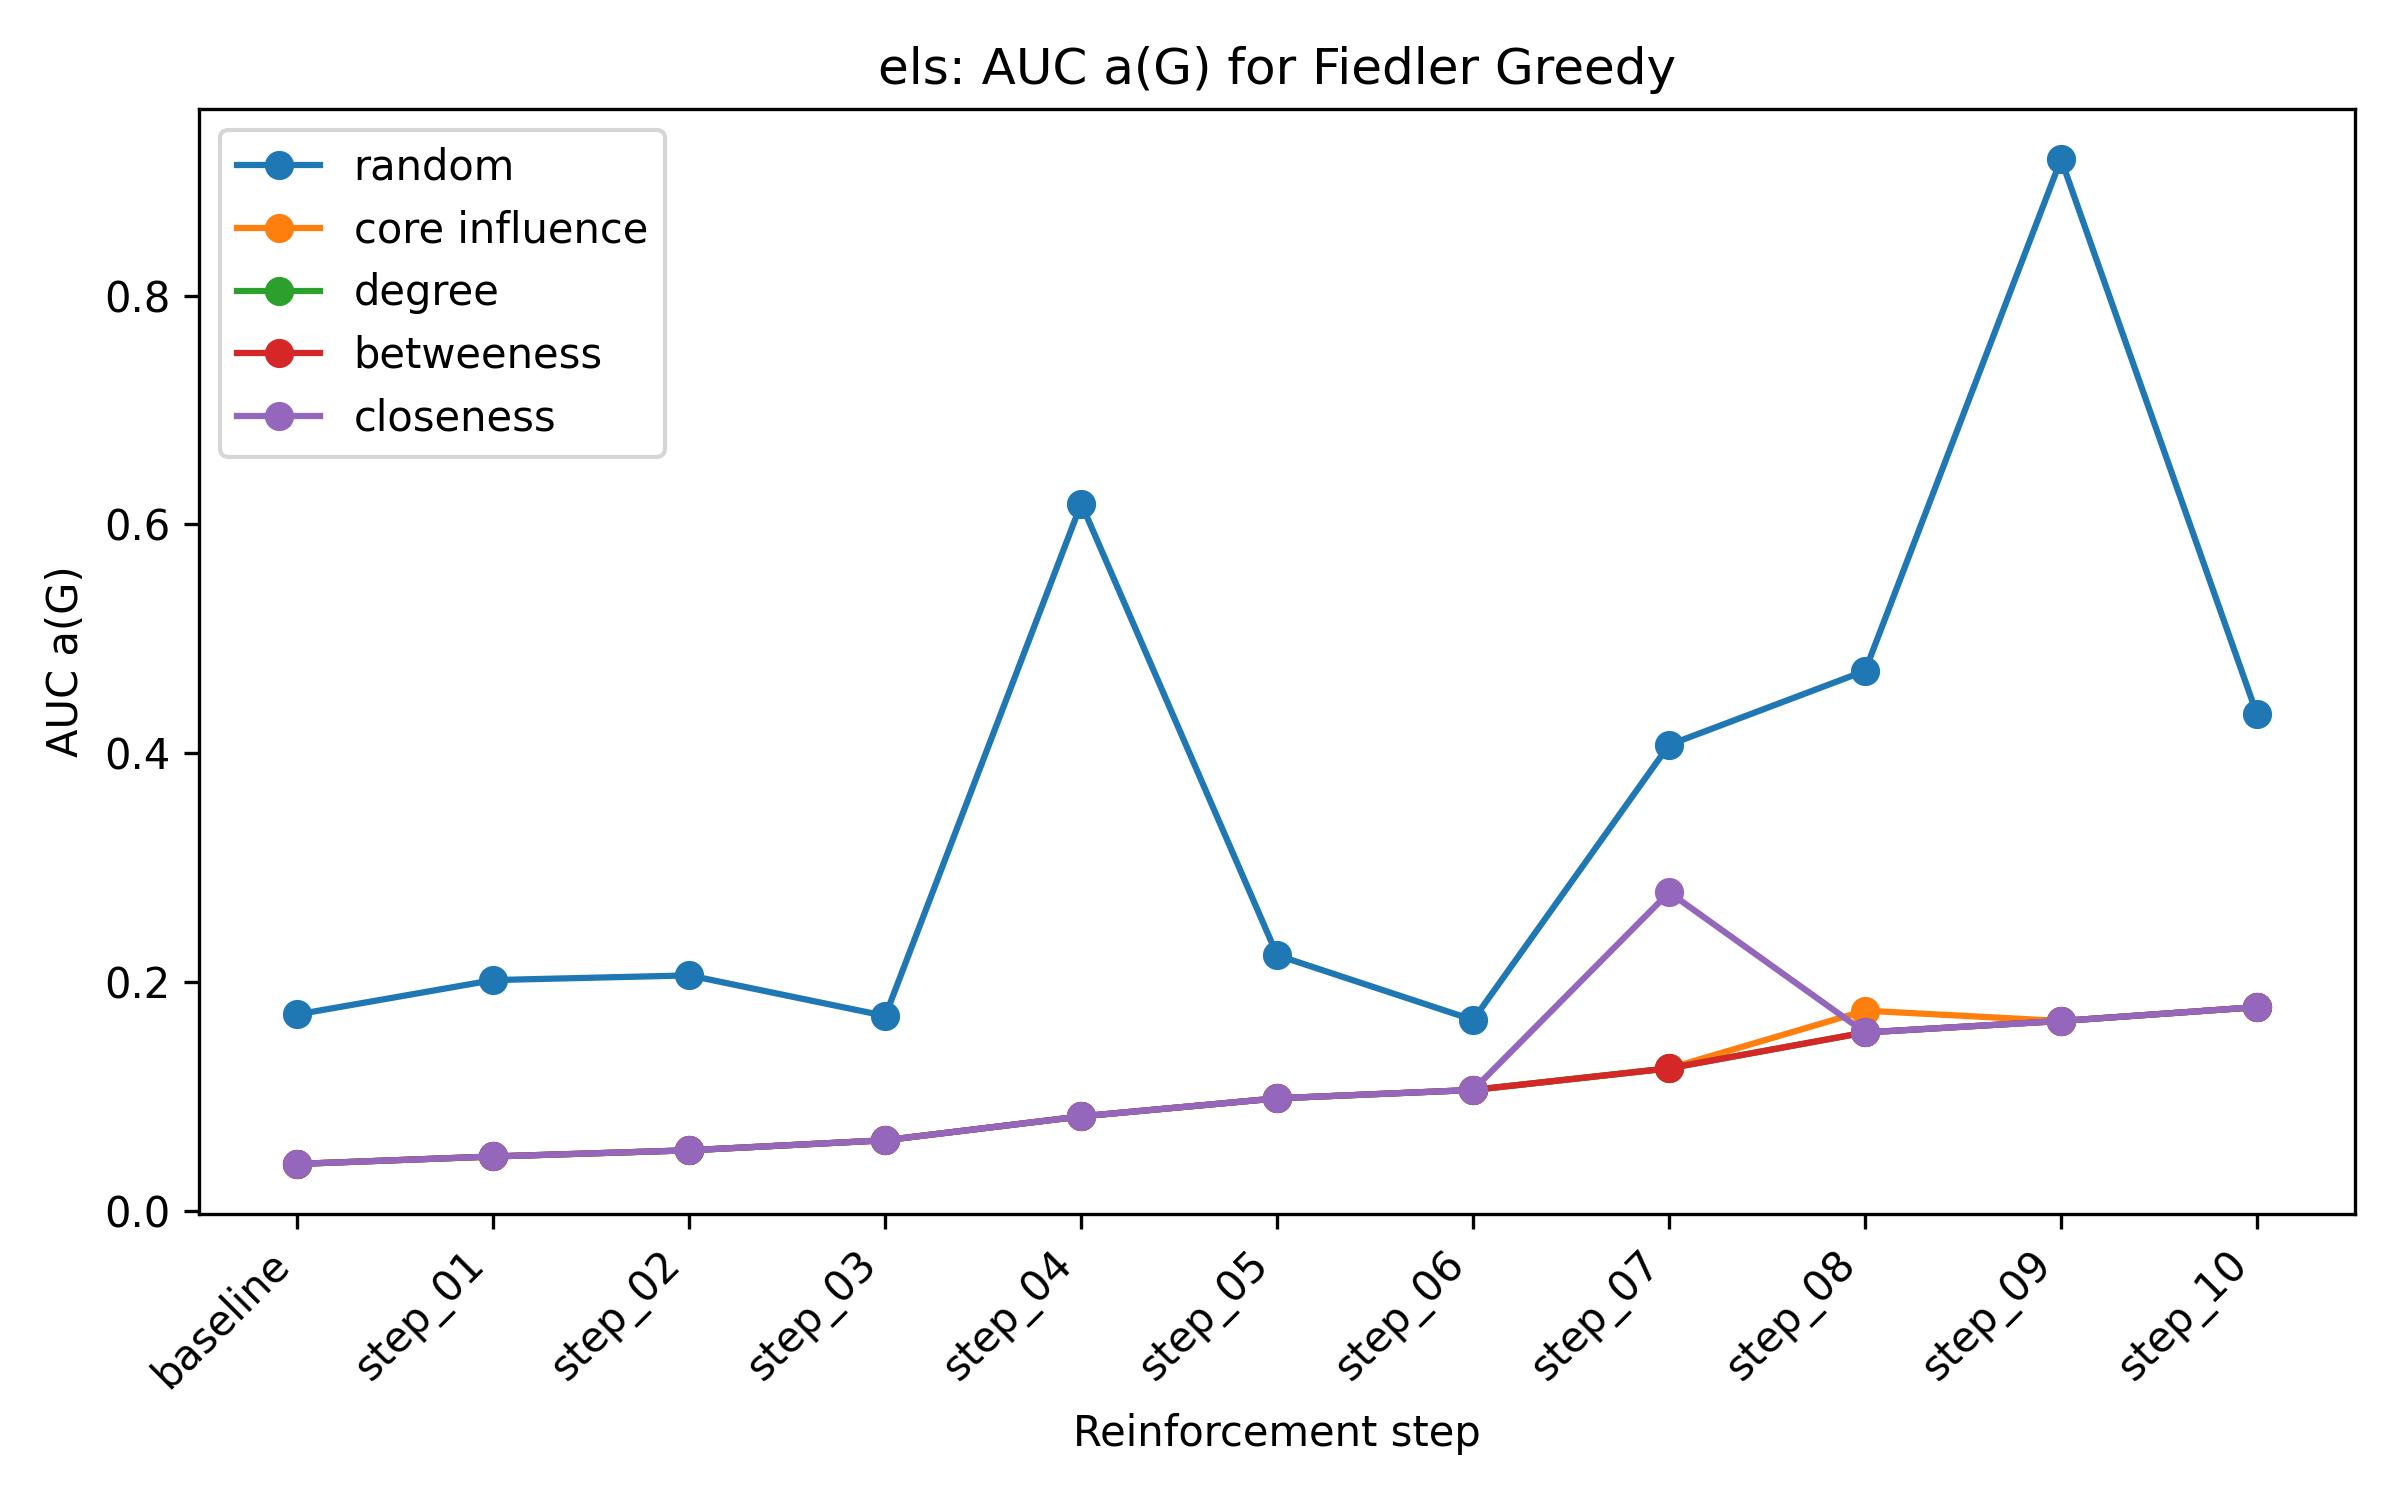 els: AUC a(G) for Fiedler Greedy
random
core influence
degree
betweeness
closeness
AUC a(G)
0.8
0.6
0.4
0.2
0.0
baseline
step_01
step_02
step_03
step_04
step_05
step_06
step_07
step_08
step_09
step_10
Reinforcement step